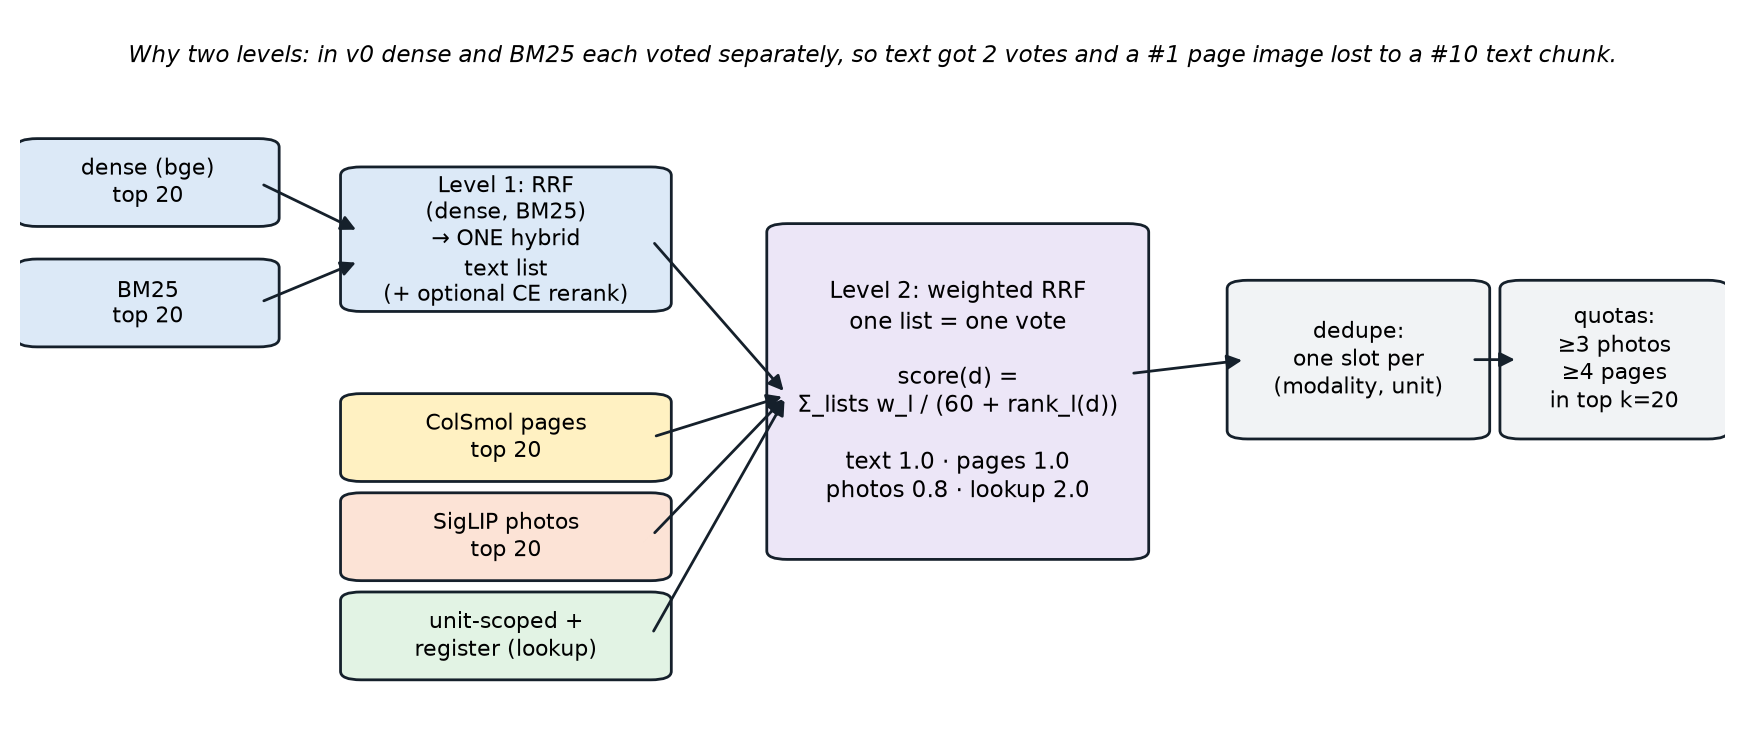 Why two levels: in v0 dense and BM25 each voted separately, so text got 2 votes and a #1 page image lost to a #10 text chunk.
dense (bge)
top 20
BM25
top 20
Level 1: RRF
(dense, BM25)
→ ONE hybrid
text list
(+ optional CE rerank)
ColSmol pages
top 20
SigLIP photos
top 20
unit-scoped +
register (lookup)
Level 2: weighted RRF
one list = one vote
score(d) =
Σ_lists w_l / (60 + rank_l(d))
text 1.0 · pages 1.0
photos 0.8 · lookup 2.0
dedupe:
one slot per
(modality, unit)
quotas:
≥3 photos
≥4 pages
in top k=20